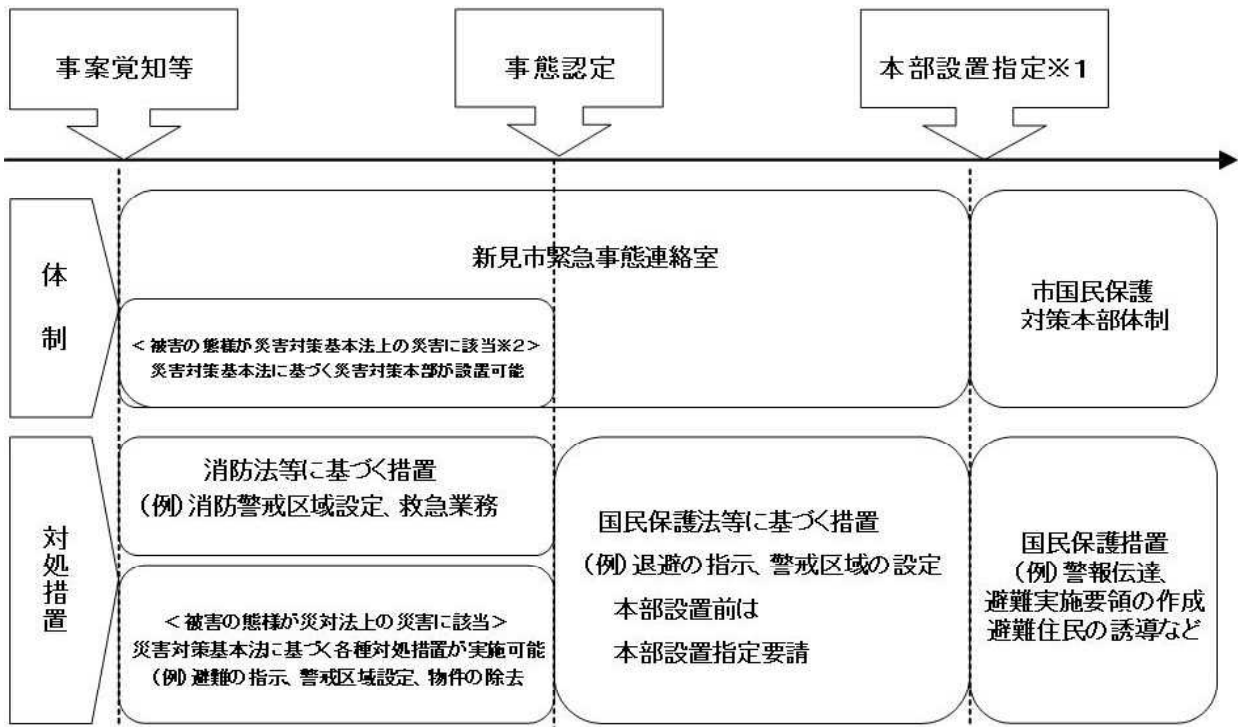 事案覚知等
事態認定
本部設置指定※1
体
制
新見市緊急事態連絡室
<被害の態様が災害対策基本法上の災害に該当※2>
災害対策基本法に基づく災害対策本部が設置可能
市国民保護
対策本部体制
対
処
措
置
消防法等に基づく措置
(例)消防警戒区域設定、救急業務
<被害の態様が災対法上の災害に該当>
災害対策基本法に基づく各種対処措置が実施可能
(例)避難の指示、警戒区域設定、物件の除去
国民保護法等に基づく措置
(例)退避の指示、警戒区域の設定
本部設置前は
本部設置指定要請
国民保護措置
(例)警報伝達、
避難実施要領の作成
避難住民の誘導など